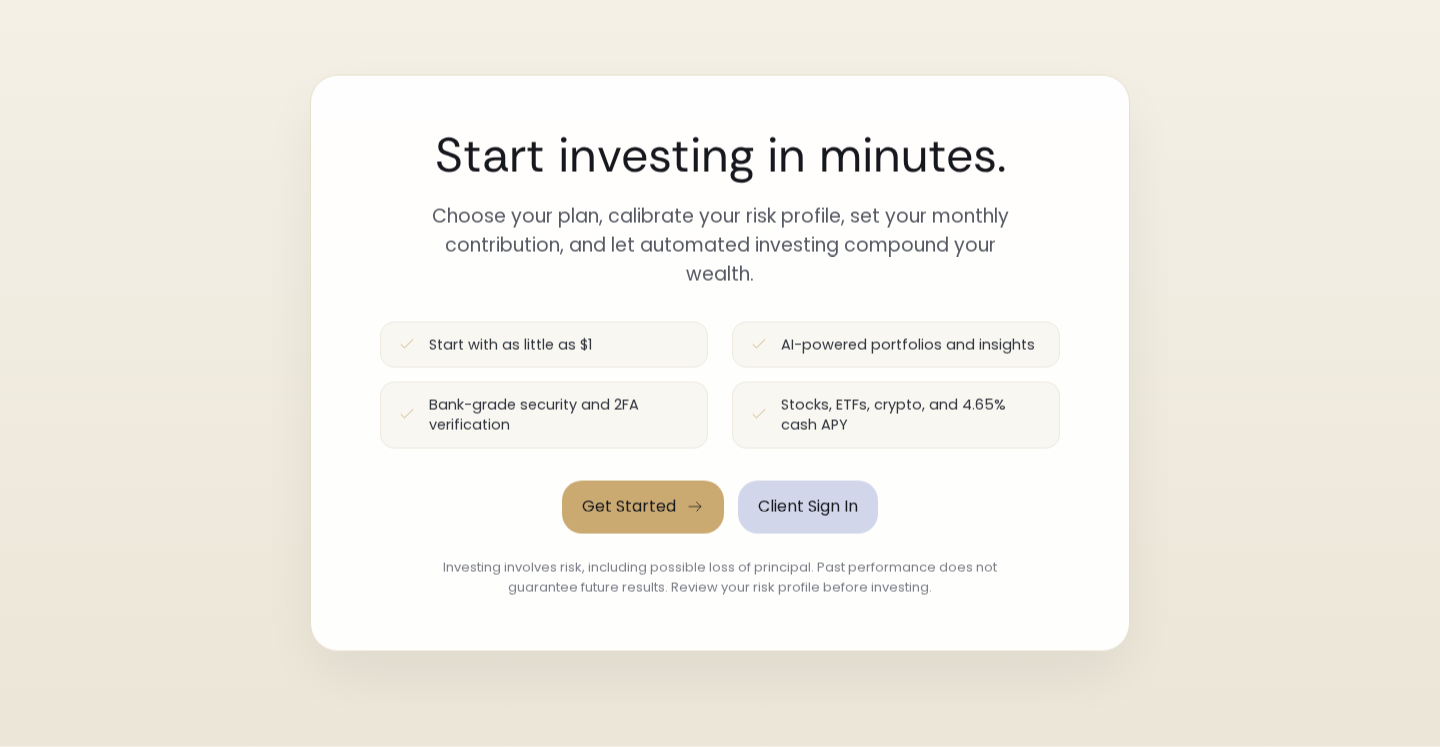 Start investing in minutes.
Choose your plan, calibrate your risk profile, set your monthly
contribution, and let automated investing compound your
wealth.
Start with as little as $1
AI-powered portfolios and insights
Bank-grade security and 2FA
verification
Stocks, ETFs, crypto, and 4.65%
cash APY
Get Started
Client Sign In
Investing involves risk, including possible loss of principal. Past performance does not
guarantee future results. Review your risk profile before investing.